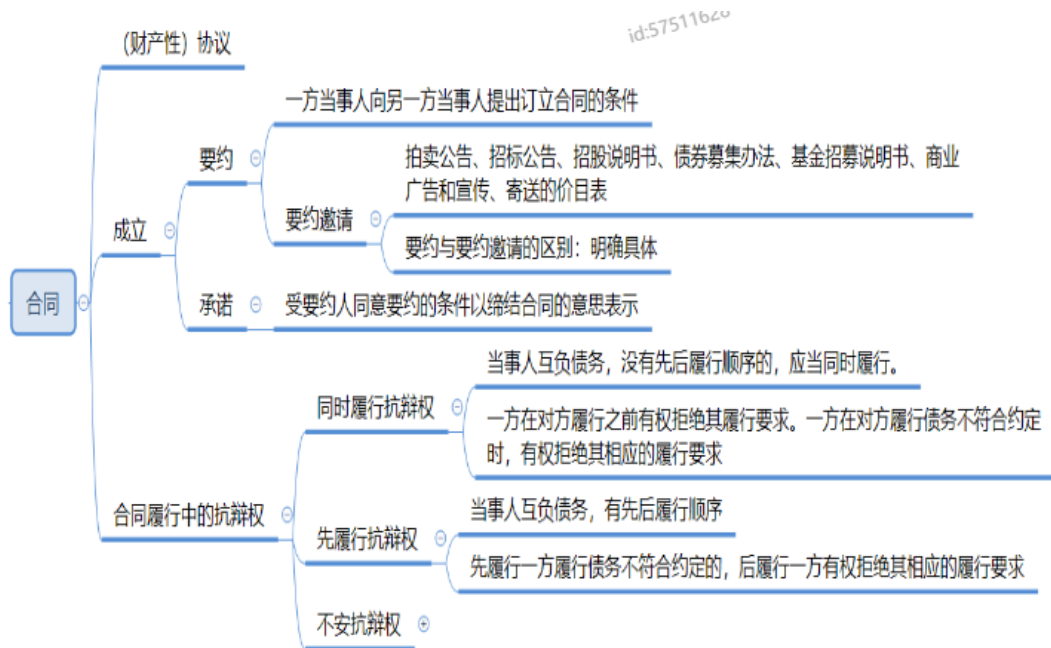 id:57511628
（财产性）协议
一方当事人向另一方当事人提出订立合同的条件
要约
拍卖公告、招标公告、招股说明书、债券募集办法、基金招募说明书、商业
广告和宣传、寄送的价目表
要约邀请
成立
要约与要约邀请的区别：明确具体
合同
承诺
受要约人同意要约的条件以缔结合同的意思表示
当事人互负债务，没有先后履行顺序的，应当同时履行。
同时履行抗辩权
一方在对方履行之前有权拒绝其履行要求。一方在对方履行债务不符合约定
时，有权拒绝其相应的履行要求
合同履行中的抗辩权
当事人互负债务，有先后履行顺序
先履行抗辩权
先履行一方履行债务不符合约定的，后履行一方有权拒绝其相应的履行要求
不安抗辩权